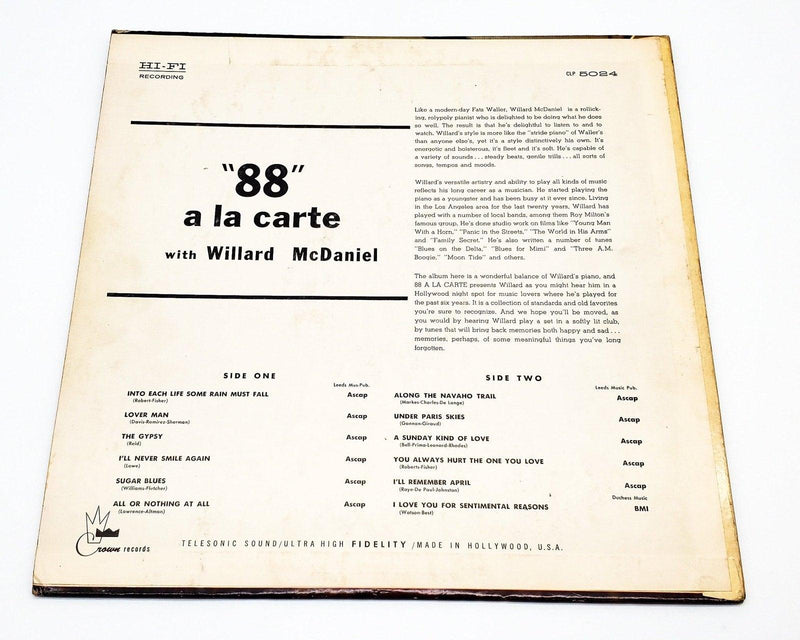 HI-FI
RECORDING
CLP 5024
"88"
a la carte
with Willard McDaniel
Like a modern-day Fats Waller, Willard McDaniel is a rollick-
ing, rolypoly pianist who is delighted to be doing what he does
so well. The result is that he's delightful to listen to and to
watch. Willard's style is more like the "stride piano" of Waller's
than anyone else's, yet it's a style distinctively his own. It's
energetic and boisterous, it's fleet and it's soft. He's capable of
a variety of sounds . . . steady beats, gentle trills . . . all sorts of
songs, tempos and moods.
Willard's versatile artistry and ability to play all kinds of music
reflects his long career as a musician. He started playing the
piano as a youngster and has been busy at it ever since. Living
in the Los Angeles area for the last twenty years, Willard has
played with a number of local bands, among them Roy Milton's
famous group. He's done studio work on films like "Young Man
With a Horn," "Panic in the Streets," "The World in His Arms"
and "Family Secret." He's also written a number of tunes
"Blues on the Delta," "Blues for Mimi" and "Three A.M.
Boogie," "Moon Tide" and others.
The album here is a wonderful balance of Willard's piano, and
88 A LA CARTE presents Willard as you might hear him in a
Hollywood night spot for music lovers where he's played for
the past six years. It is a collection of standards and old favorites
you're sure to recognize. And we hope you'll be moved, as
you would by hearing Willard play a set in a softly lit club,
by tunes that will bring back memories both happy and sad . . .
memories, perhaps, of some meaningful things you've long
forgotten.
SIDE ONE
Leeds Mus-Pub.
INTO EACH LIFE SOME RAIN MUST FALL Ascap
(Robert-Fisher)
LOVER MAN Ascap
(Davis-Ramirez-Sherman)
THE GYPSY Ascap
(Reid)
I'LL NEVER SMILE AGAIN Ascap
(Lowe)
SUGAR BLUES Ascap
(Williams-Fletcher)
ALL OR NOTHING AT ALL Ascap
(Lawrence-Altman)
SIDE TWO
Leeds Music Pub.
ALONG THE NAVAHO TRAIL Ascap
(Markes-Charles-De Lange)
UNDER PARIS SKIES Ascap
(Gannon-Giraud)
A SUNDAY KIND OF LOVE Ascap
(Bell-Prima-Leonard-Rhodes)
YOU ALWAYS HURT THE ONE YOU LOVE Ascap
(Roberts-Fisher)
I'LL REMEMBER APRIL Ascap
(Raye-De Paul-Johnston)
Duchess Music
I LOVE YOU FOR SENTIMENTAL REASONS BMI
(Watson-Best)
Crown records
TELESONIC SOUND/ULTRA HIGH FIDELITY /MADE IN HOLLYWOOD, U.S.A.